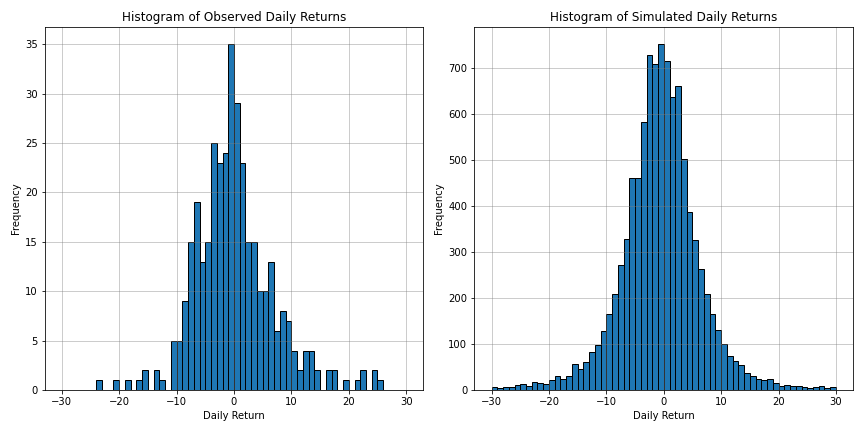 Histogram of Observed Daily Returns
Frequency
35
30
25
20
15
10
5
0
−30 −20 −10 0 10 20 30
Daily Return
Histogram of Simulated Daily Returns
Frequency
700
600
500
400
300
200
100
0
−30 −20 −10 0 10 20 30
Daily Return